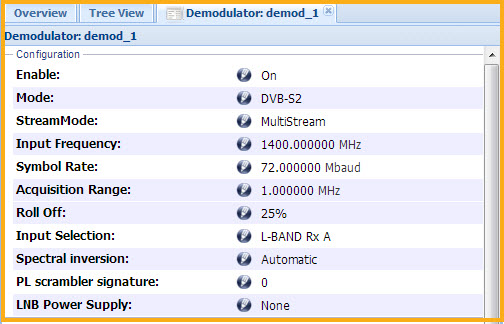 Overview Tree View Demodulator: demod_1
Demodulator: demod_1
Configuration
Enable: On
Mode: DVB-S2
StreamMode: MultiStream
Input Frequency: 1400.000000 MHz
Symbol Rate: 72.000000 Mbaud
Acquisition Range: 1.000000 MHz
Roll Off: 25%
Input Selection: L-BAND Rx A
Spectral inversion: Automatic
PL scrambler signature: 0
LNB Power Supply: None